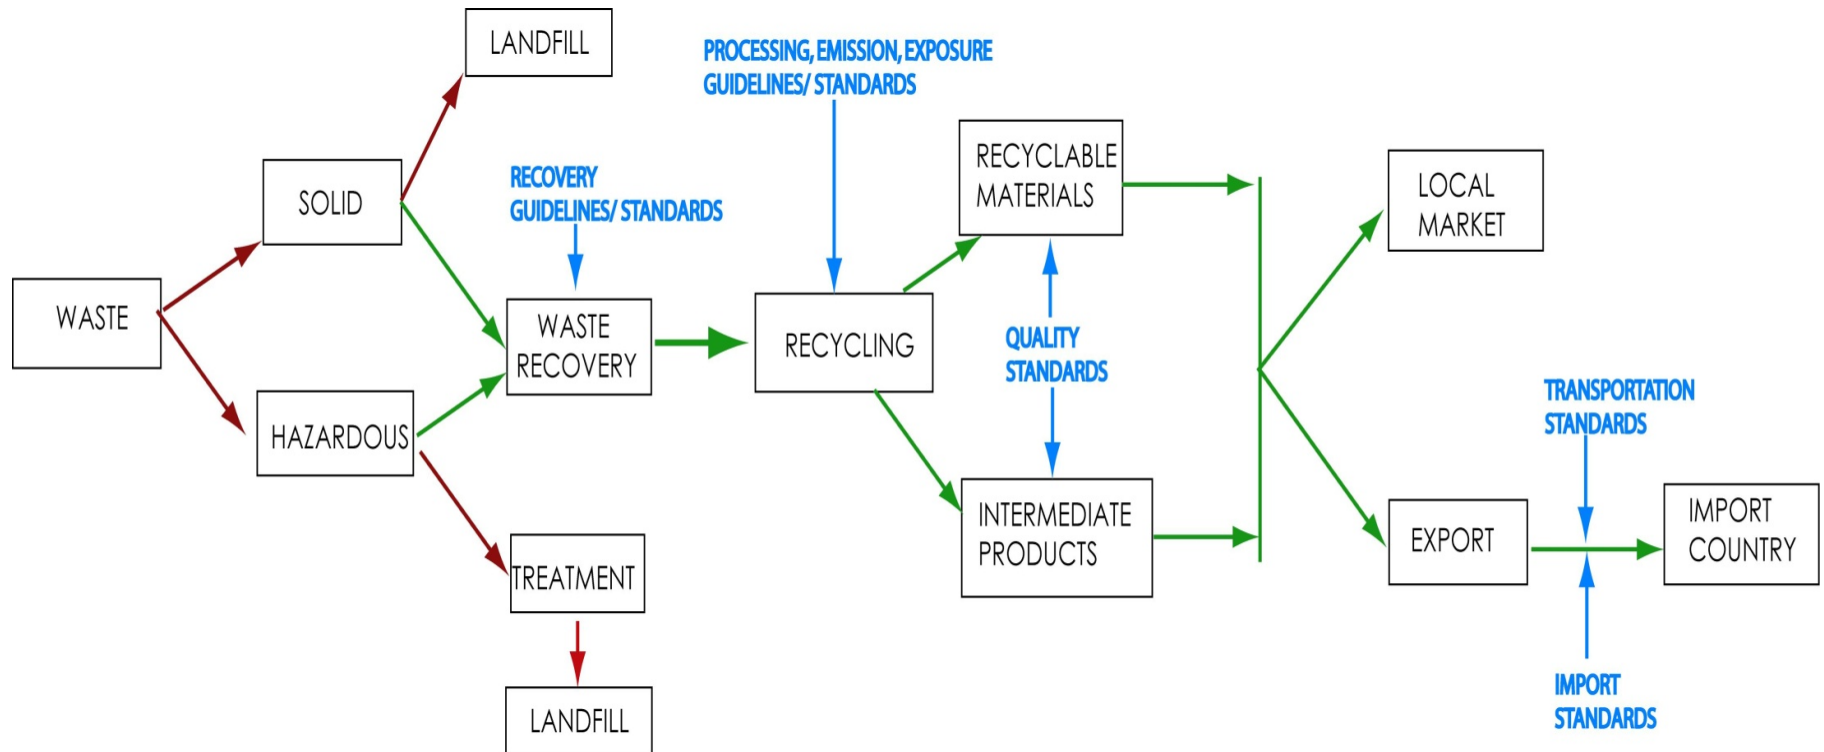 LANDFILL
PROCESSING, EMISSION, EXPOSURE
GUIDELINES/ STANDARDS
SOLID
RECOVERY
GUIDELINES/ STANDARDS
RECYCLABLE
MATERIALS
LOCAL
MARKET
WASTE
WASTE
RECOVERY
RECYCLING
QUALITY
STANDARDS
HAZARDOUS
TRANSPORTATION
STANDARDS
INTERMEDIATE
PRODUCTS
EXPORT
IMPORT
COUNTRY
TREATMENT
LANDFILL
IMPORT
STANDARDS